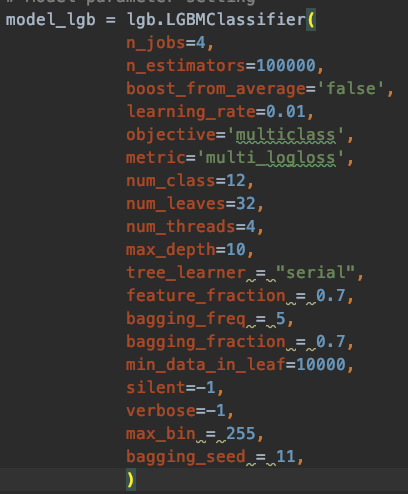 # Model parameter setting
model_lgb = lgb.LGBMClassifier(
n_jobs=4,
n_estimators=100000,
boost_from_average='false',
learning_rate=0.01,
objective='multiclass',
metric='multi_logloss',
num_class=12,
num_leaves=32,
num_threads=4,
max_depth=10,
tree_learner = "serial",
feature_fraction = 0.7,
bagging_freq = 5,
bagging_fraction = 0.7,
min_data_in_leaf=10000,
silent=-1,
verbose=-1,
max_bin = 255,
bagging_seed = 11,
)